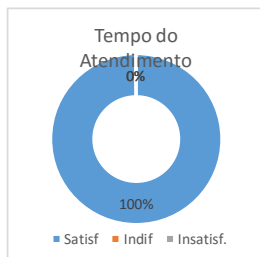 Tempo do
Atendimento
0%
100%
Satisf Indif Insatisf.